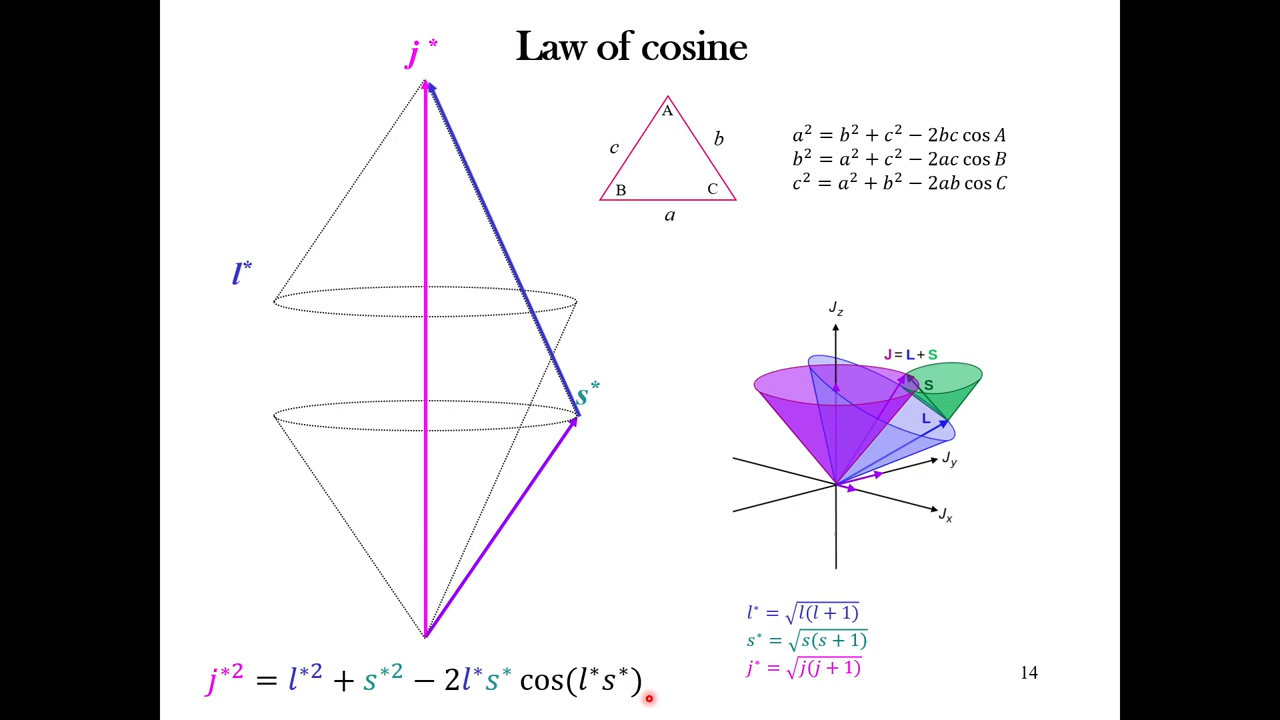 Law of cosine
j*
A
c
b
B
C
a
a² = b² + c² − 2bc cos A
b² = a² + c² − 2ac cos B
c² = a² + b² − 2ab cos C
l*
s*
J_z
J = L + S
S
L
J_y
J_x
l* = √l(l + 1)
s* = √s(s + 1)
j* = √j(j + 1)
j*² = l*² + s*² − 2l*s* cos(l*s*)
14